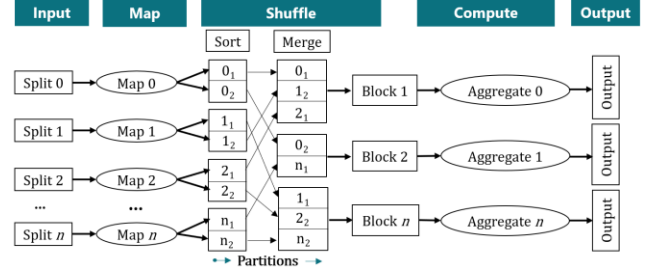 Input Map Shuffle Compute Output
Sort Merge
Split 0 Map 0 0₁ 0₁ Block 1 Aggregate 0 Output
0₂ 1₂
2₁
Split 1 Map 1 1₁ 0₂ Block 2 Aggregate 1 Output
1₂ n₁
Split 2 Map 2 2₁ 1₁ Block n Aggregate n Output
2₂ 2₂
n₂
... ...
Split n Map n n₁
n₂
Partitions